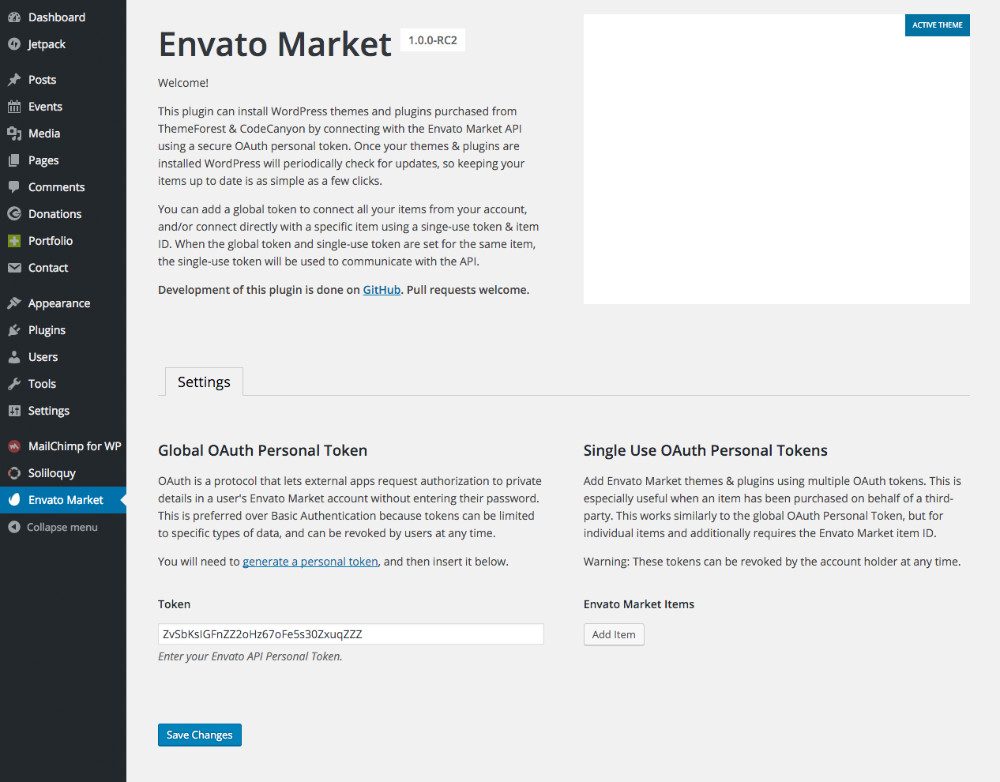 Dashboard
Jetpack
Posts
Events
Media
Pages
Comments
Donations
Portfolio
Contact
Appearance
Plugins
Users
Tools
Settings
MailChimp for WP
Soliloquy
Envato Market
Collapse menu
Envato Market 1.0.0-RC2
Welcome!
This plugin can install WordPress themes and plugins purchased from
ThemeForest & CodeCanyon by connecting with the Envato Market API
using a secure OAuth personal token. Once your themes & plugins are
installed WordPress will periodically check for updates, so keeping your
items up to date is as simple as a few clicks.
You can add a global token to connect all your items from your account,
and/or connect directly with a specific item using a singe-use token & item
ID. When the global token and single-use token are set for the same item,
the single-use token will be used to communicate with the API.
Development of this plugin is done on GitHub. Pull requests welcome.
ACTIVE THEME
Settings
Global OAuth Personal Token
OAuth is a protocol that lets external apps request authorization to private
details in a user's Envato Market account without entering their password.
This is preferred over Basic Authentication because tokens can be limited
to specific types of data, and can be revoked by users at any time.
You will need to generate a personal token, and then insert it below.
Token
ZvSbKsIGFnZZ2oHz67oFe5s30ZxuqZZZ
Enter your Envato API Personal Token.
Save Changes
Single Use OAuth Personal Tokens
Add Envato Market themes & plugins using multiple OAuth tokens. This is
especially useful when an item has been purchased on behalf of a third-
party. This works similarly to the global OAuth Personal Token, but for
individual items and additionally requires the Envato Market item ID.
Warning: These tokens can be revoked by the account holder at any time.
Envato Market Items
Add Item